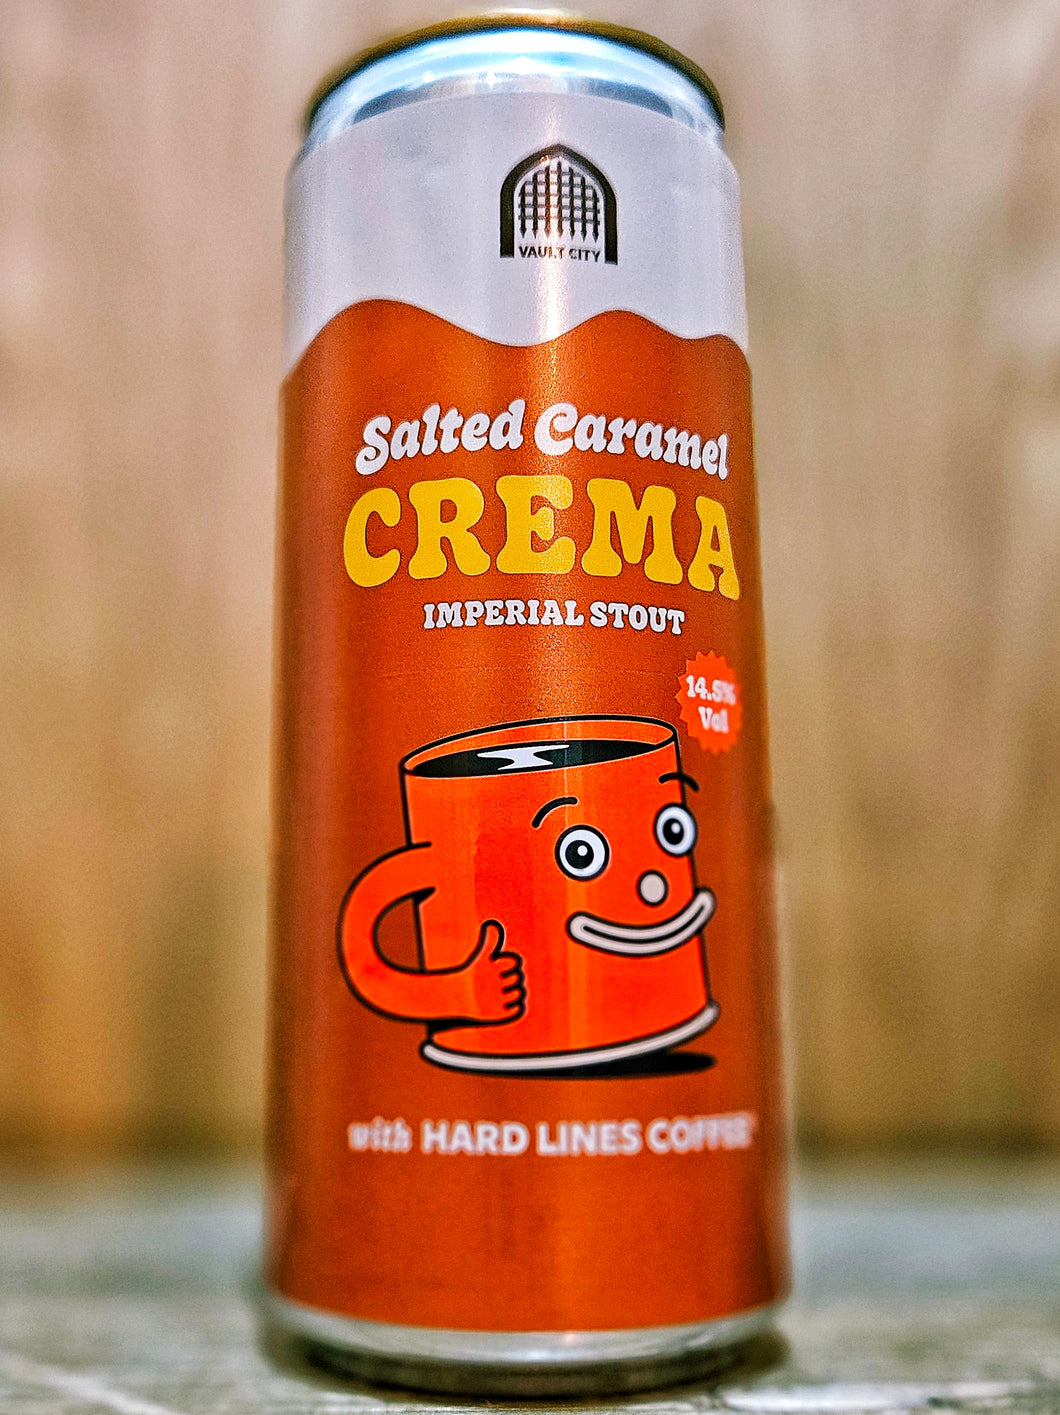 VAULT CITY
Salted Caramel
CREMA
IMPERIAL STOUT
14.5%
Vol
with HARD LINES COFFEE